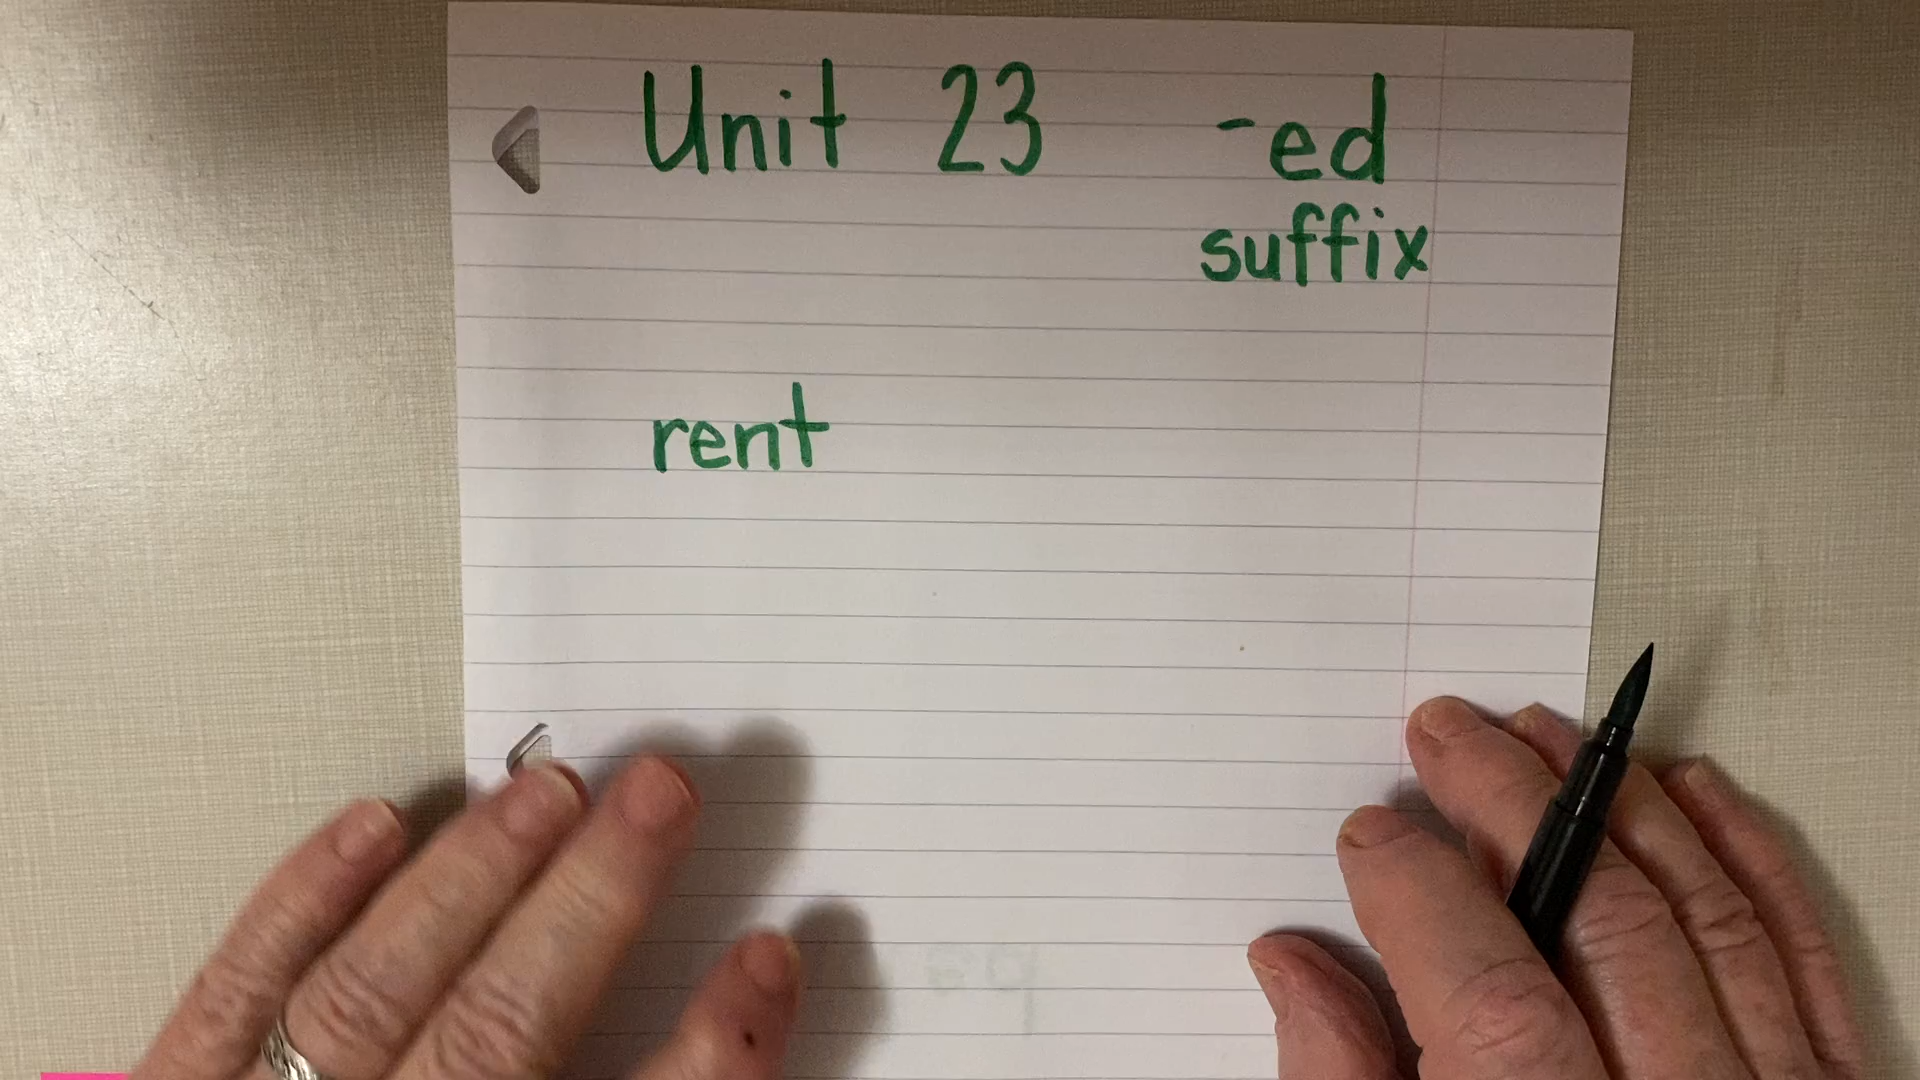 Unit 23 -ed
suffix
rent